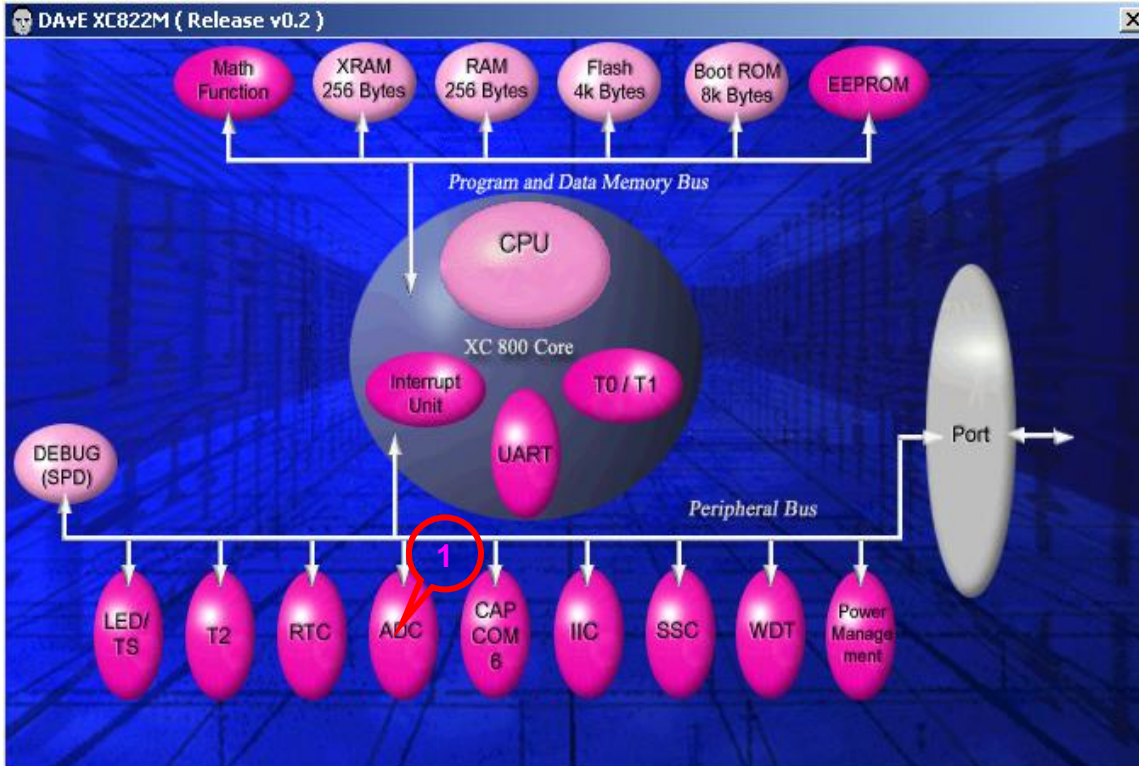 DAvE XC822M ( Release v0.2 )
Math
Function
XRAM
256 Bytes
RAM
256 Bytes
Flash
4k Bytes
Boot ROM
8k Bytes
EEPROM
Program and Data Memory Bus
CPU
XC 800 Core
Interrupt
Unit
T0 / T1
UART
Port
DEBUG
(SPD)
Peripheral Bus
1
LED/
TS
T2
RTC
ADC
CAP
COM
6
IIC
SSC
WDT
Power
Manage
ment